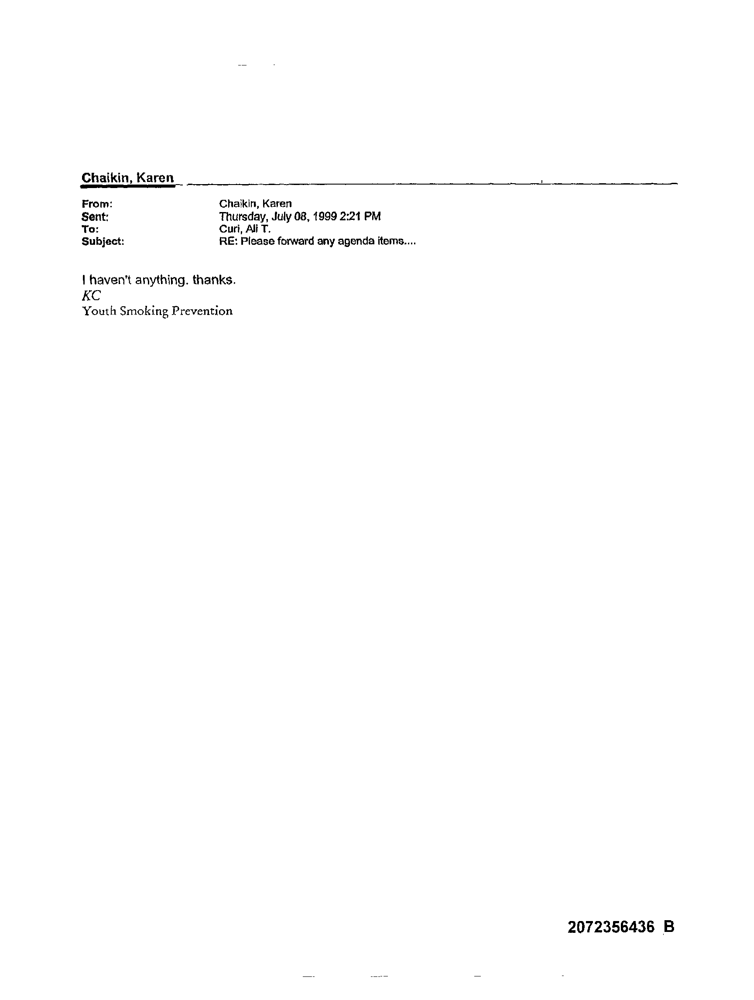 Chaikin, Karen
From: Chaikin, Karen
Sent: Thursday, July 08, 1999 2:21 PM
To: Curi, Ali T.
Subject: RE: Please forward any agenda items....
I haven't anything. thanks.
KC
Youth Smoking Prevention
2072356436 B